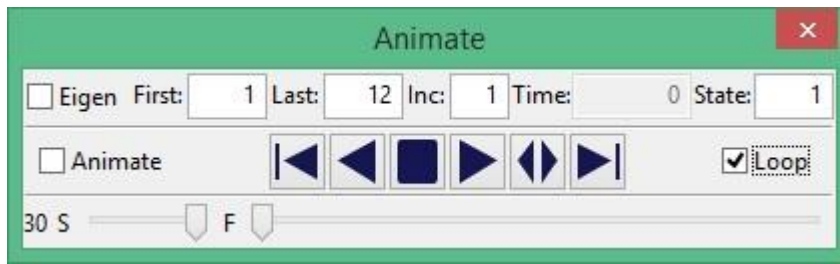 Animate
Eigen First: 1 Last: 12 Inc: 1 Time: 0 State: 1
Animate Loop
30 S F